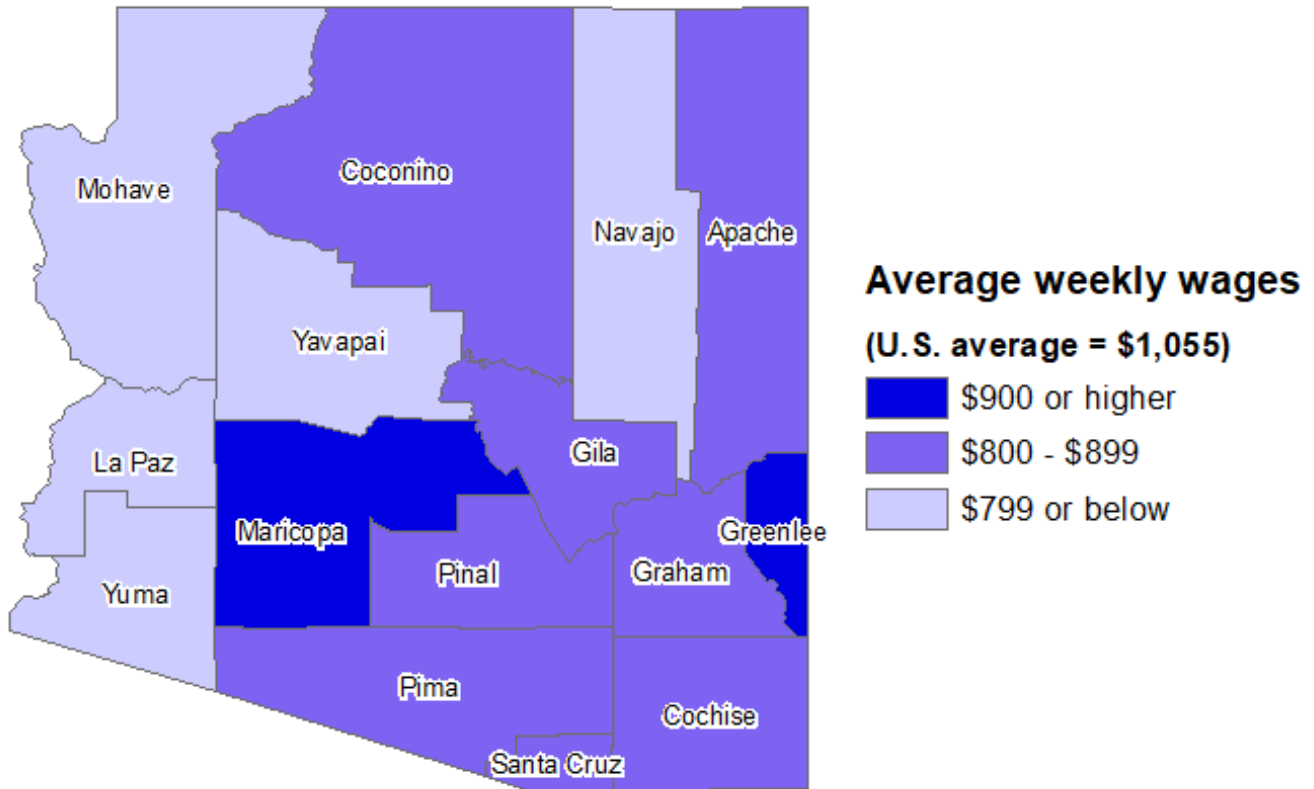 Coconino
Mohave
Navajo
Apache
Yavapai
Average weekly wages
(U.S. average = $1,055)
$900 or higher
$800 - $899
$799 or below
La Paz
Gila
Maricopa
Greenlee
Pinal
Graham
Yuma
Pima
Cochise
Santa Cruz